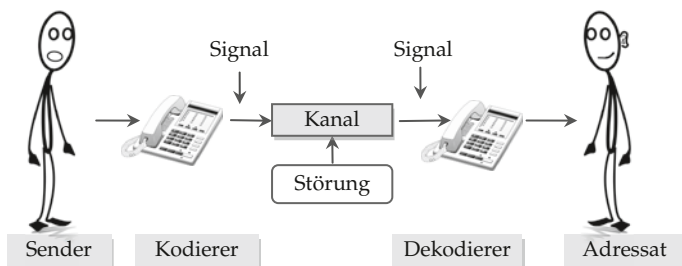 Signal
Signal
Kanal
Störung
Sender
Kodierer
Dekodierer
Adressat